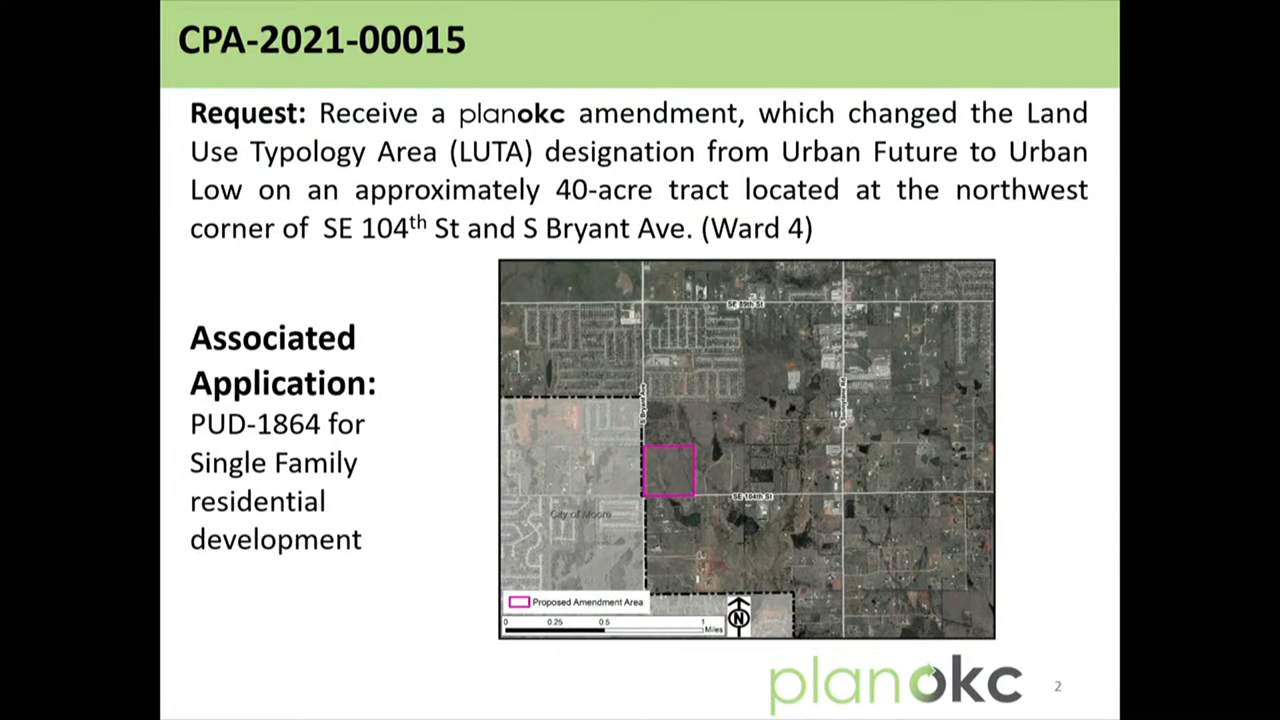 CPA-2021-00015
Request: Receive a planokc amendment, which changed the Land
Use Typology Area (LUTA) designation from Urban Future to Urban
Low on an approximately 40-acre tract located at the northwest
corner of SE 104th St and S Bryant Ave. (Ward 4)
Associated
Application:
PUD-1864 for
Single Family
residential
development
SE 89th St
S Bryant Ave
SE 104th St
City of Moore
Proposed Amendment Area
0 0.25 0.5 1
Miles
N
planokc
2